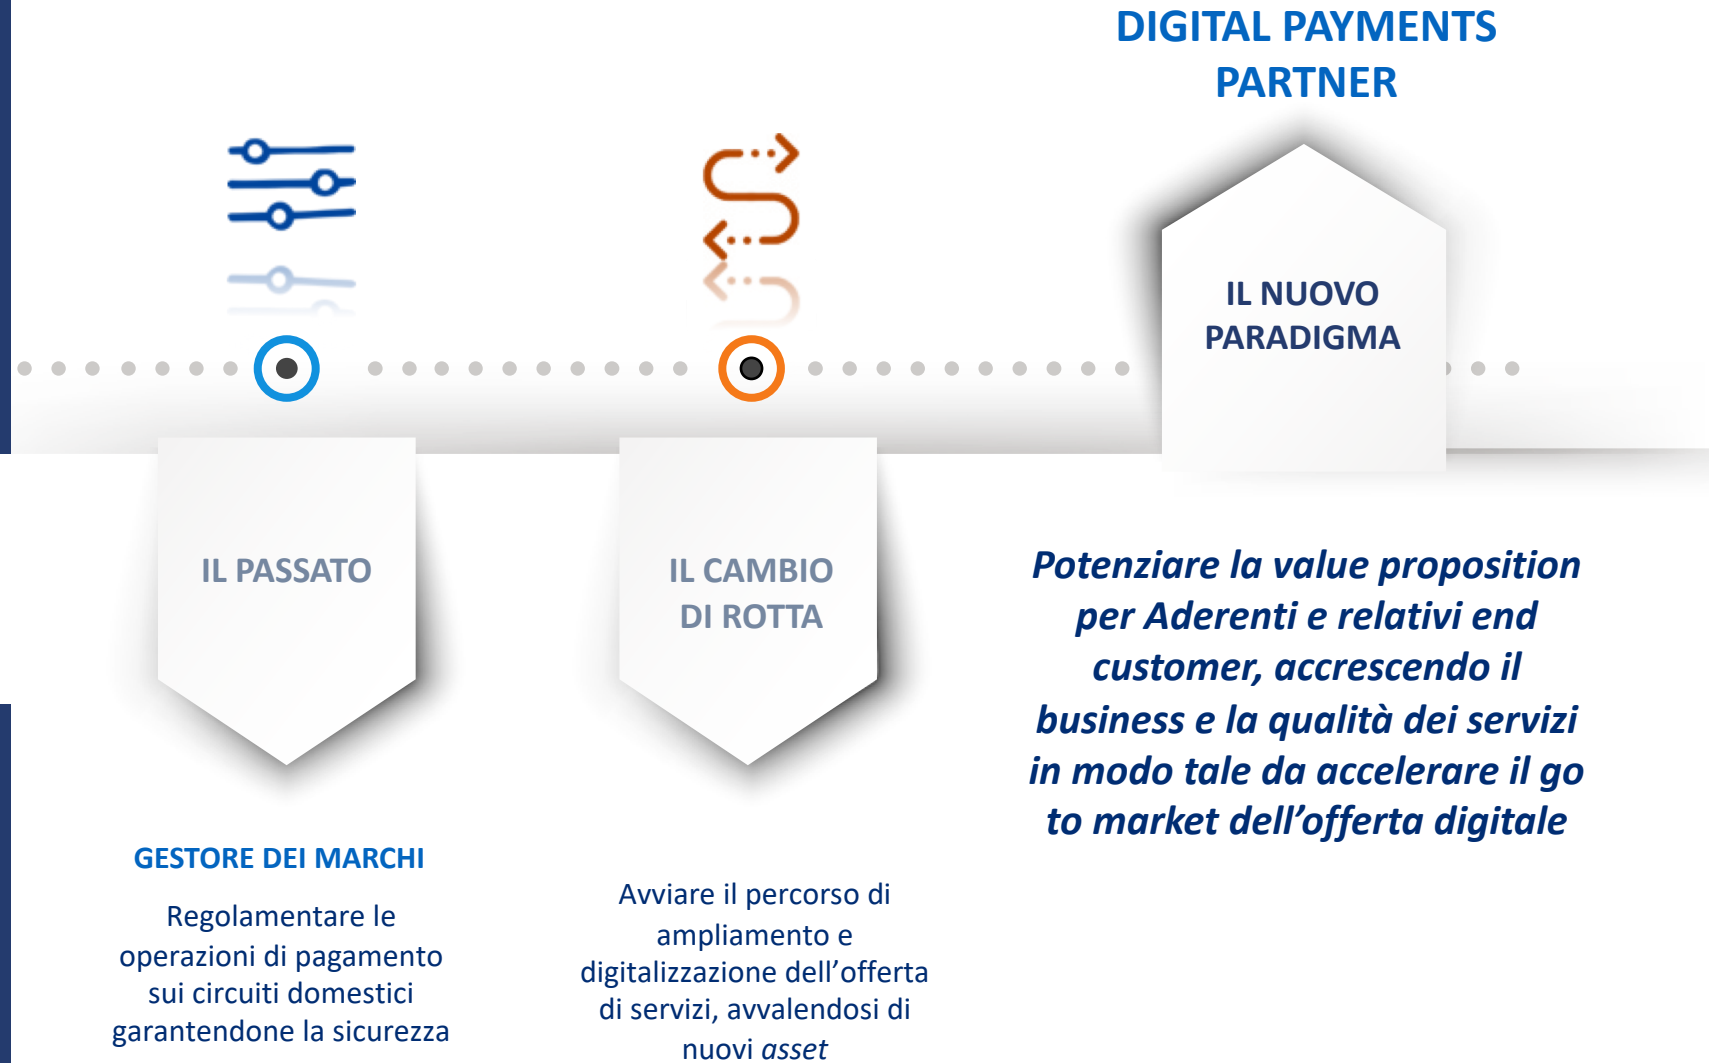 DIGITAL PAYMENTS
PARTNER
IL NUOVO
PARADIGMA
IL PASSATO
IL CAMBIO
DI ROTTA
Potenziare la value proposition
per Aderenti e relativi end
customer, accrescendo il
business e la qualità dei servizi
in modo tale da accelerare il go
to market dell’offerta digitale
GESTORE DEI MARCHI
Regolamentare le
operazioni di pagamento
sui circuiti domestici
garantendone la sicurezza
Avviare il percorso di
ampliamento e
digitalizzazione dell’offerta
di servizi, avvalendosi di
nuovi asset